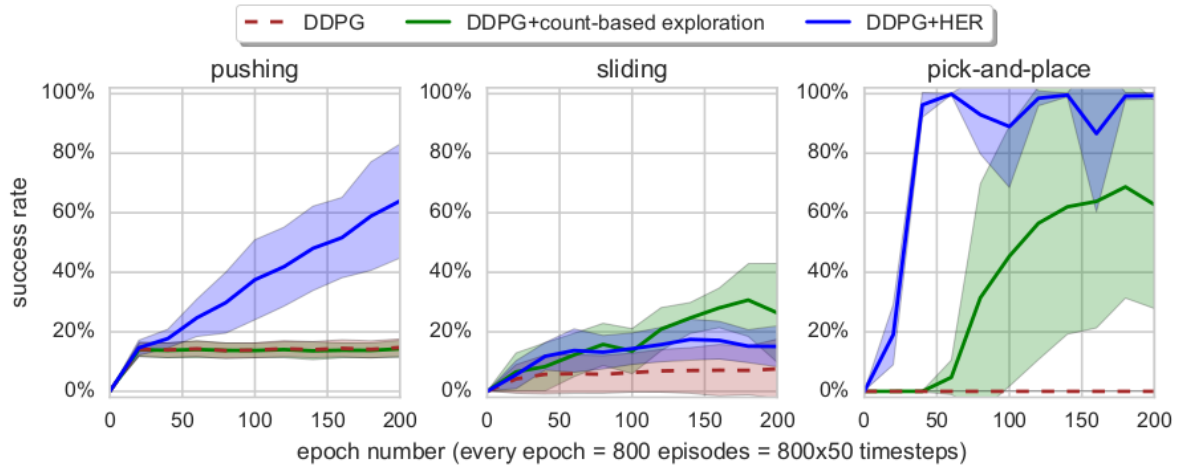 DDPG DDPG+count-based exploration DDPG+HER
pushing sliding pick-and-place
success rate
100% 100% 100%
80% 80% 80%
60% 60% 60%
40% 40% 40%
20% 20% 20%
0% 0% 0%
0 50 100 150 200 0 50 100 150 200 0 50 100 150 200
epoch number (every epoch = 800 episodes = 800x50 timesteps)